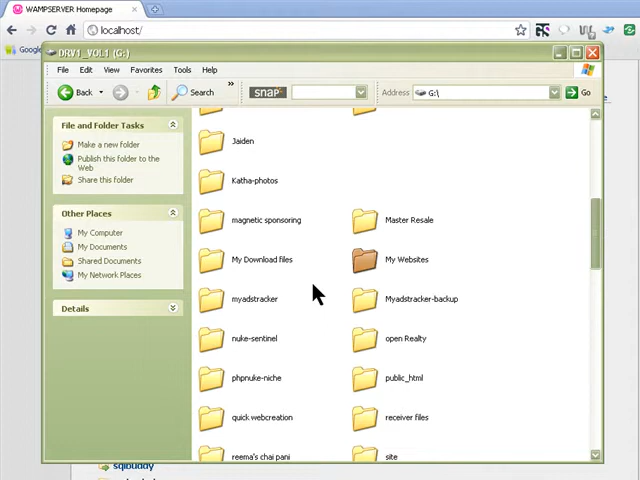 WAMPSERVER Homepage
localhost/
Google
DRV1_VOL1 (G:)
File Edit View Favorites Tools Help
Back Search snap Address G:\ Go
File and Folder Tasks
Make a new folder
Publish this folder to the
Web
Share this folder
Other Places
My Computer
My Documents
Shared Documents
My Network Places
Details
Jaiden
Katha-photos
magnetic sponsoring Master Resale
My Download files My Websites
myadstracker Myadstracker-backup
nuke-sentinel open Realty
phpnuke-niche public_html
quick webcreation receiver files
reema's chai pani site
sqlbuddy